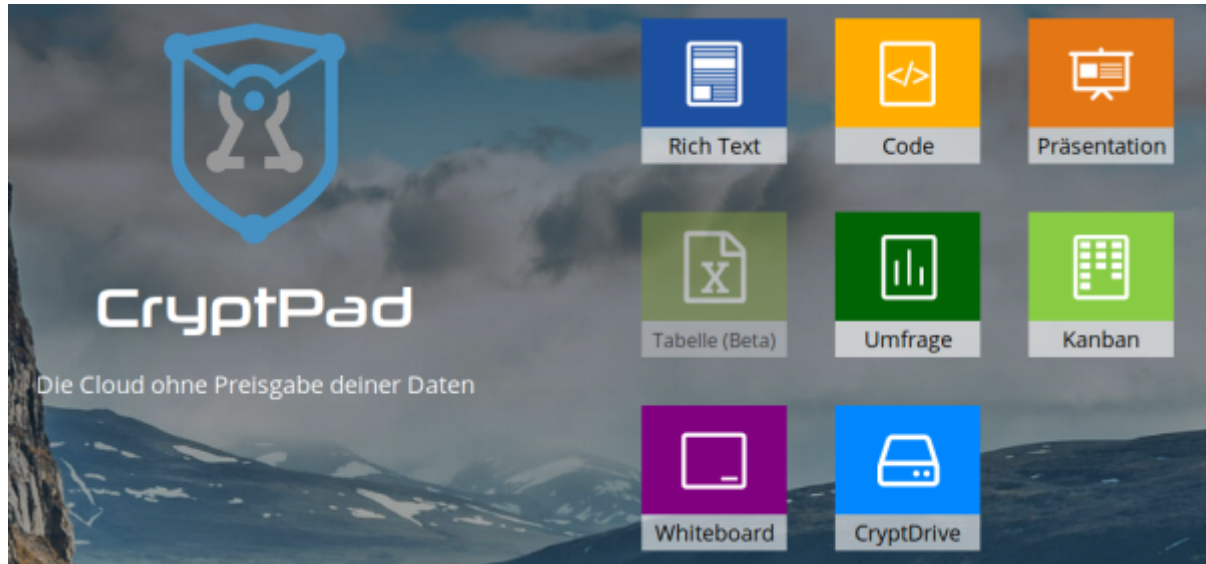 CryptPad
Die Cloud ohne Preisgabe deiner Daten
Rich Text
</>
Code
Präsentation
X
Tabelle (Beta)
Umfrage
Kanban
Whiteboard
CryptDrive